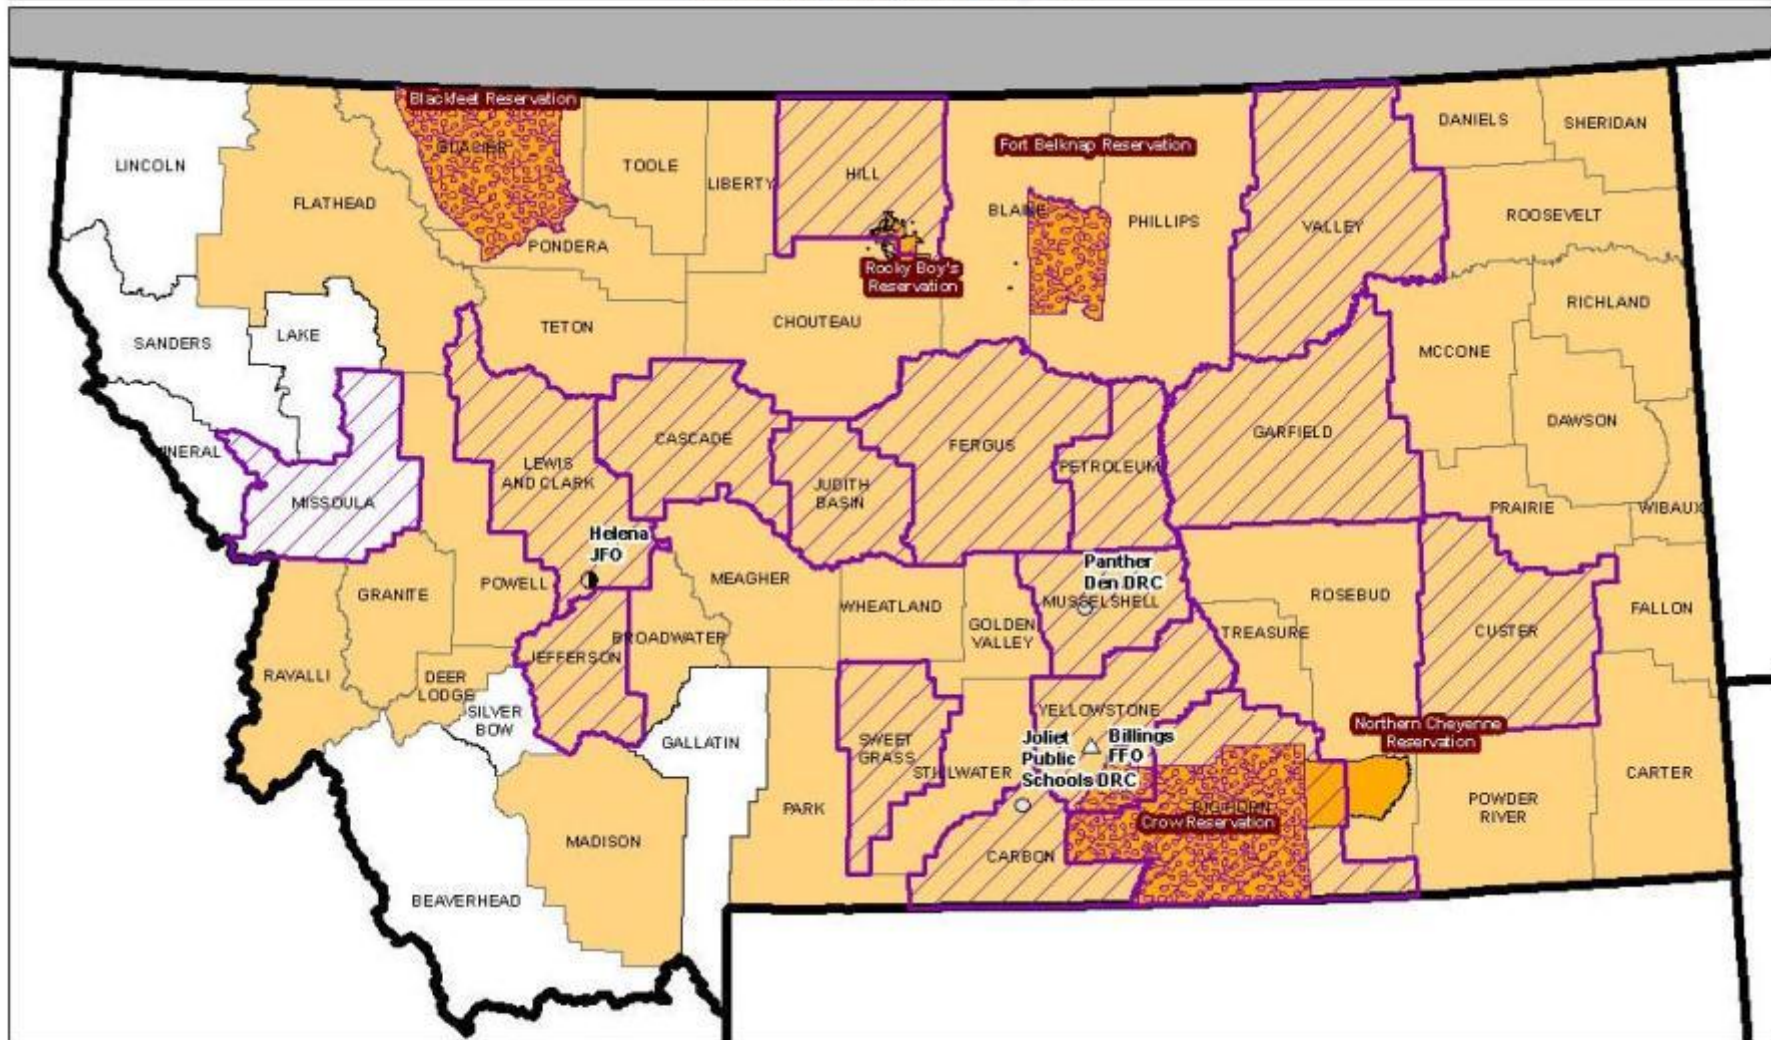 Blackfeet Reservation
GLACIER
DANIELS
SHERIDAN
LINCOLN
TOOLE
LIBERTY
HILL
Fort Belknap Reservation
FLATHEAD
BLAINE
PHILLIPS
VALLEY
ROOSEVELT
PONDERA
Rocky Boy's
Reservation
RICHLAND
SANDERS
LAKE
TETON
CHOUTEAU
MCCONE
DAWSON
CASCADE
FERGUS
GARFIELD
NERAL
MISSOULA
LEWIS
AND CLARK
JUDITH
BASIN
PETROLEUM
PRAIRIE
WIBAUX
Helena
JFO
Panther
Den DRC
MUSSELSHELL
POWELL
GRANITE
MEAGHER
WHEATLAND
GOLDEN
VALLEY
TREASURE
ROSEBUD
CUSTER
FALLON
BROADWATER
JEFFERSON
RAVALLI
DEER
LODGE
SILVER
BOW
GALLATIN
SWEET
GRASS
STILLWATER
YELLOWSTONE
Joliet
Public
Schools DRC
Billings
FFO
Northern Cheyenne
Reservation
CARTER
PARK
BIG HORN
Crow Reservation
POWDER
RIVER
MADISON
CARBON
BEAVERHEAD